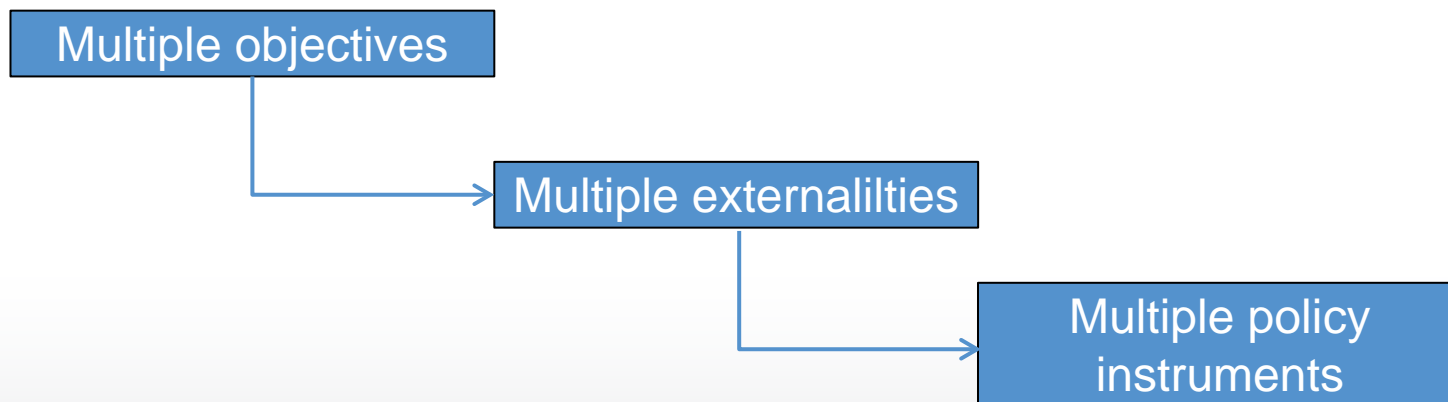 Multiple objectives
Multiple externalilties
Multiple policy
instruments